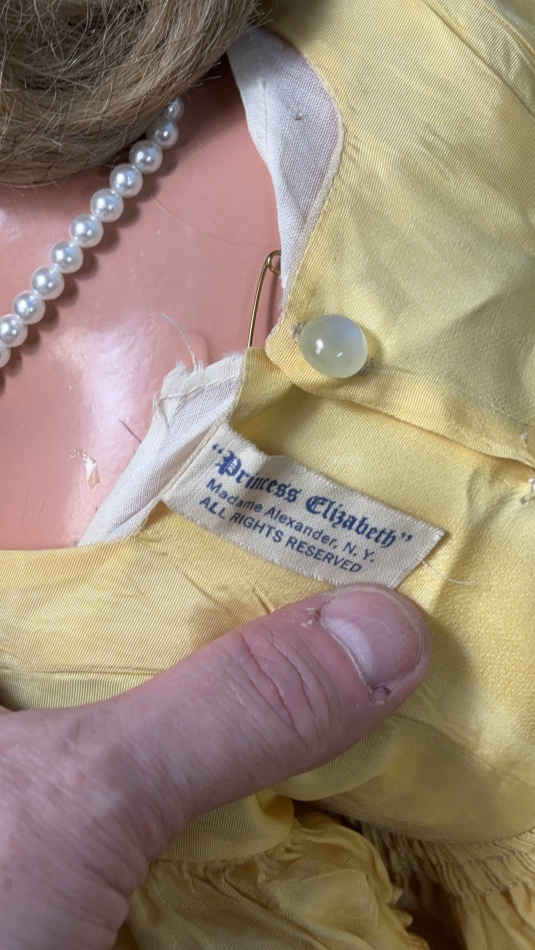 "Princess Elizabeth"
Madame Alexander, N. Y.
ALL RIGHTS RESERVED